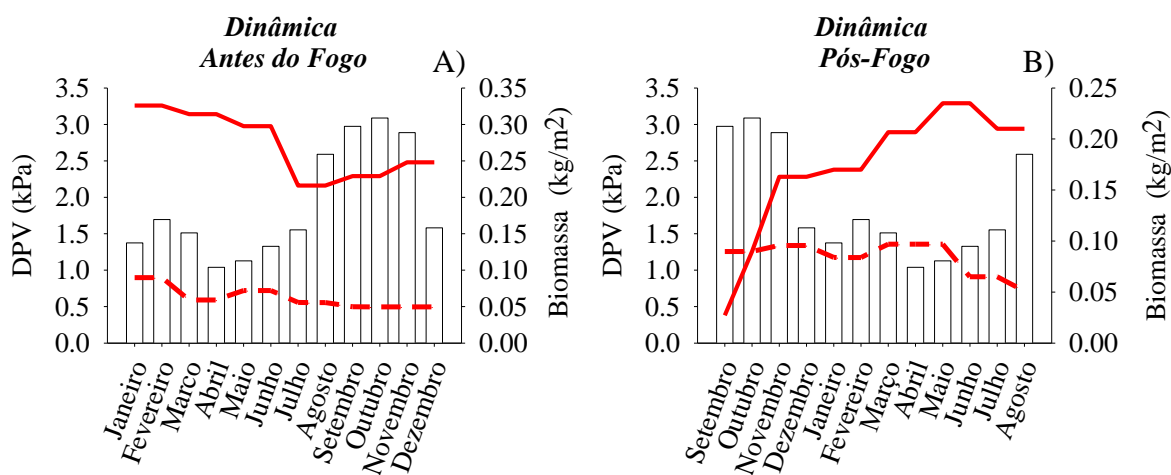 Dinâmica
Antes do Fogo
A)
DPV (kPa)
3.5
3.0
2.5
2.0
1.5
1.0
0.5
0.0
0.35
0.30
0.25
0.20
0.15
0.10
0.05
0.00
Biomassa (kg/m2)
Janeiro
Fevereiro
Marco
Abril
Maio
Junho
Julho
Agosto
Setembro
Outubro
Novembro
Dezembro
Dinâmica
Pós-Fogo
B)
DPV (kPa)
3.5
3.0
2.5
2.0
1.5
1.0
0.5
0.0
0.25
0.20
0.15
0.10
0.05
0.00
Biomassa (kg/m2)
Setembro
Outubro
Novembro
Dezembro
Janeiro
Fevereiro
Março
Abril
Maio
Junho
Julho
Agosto